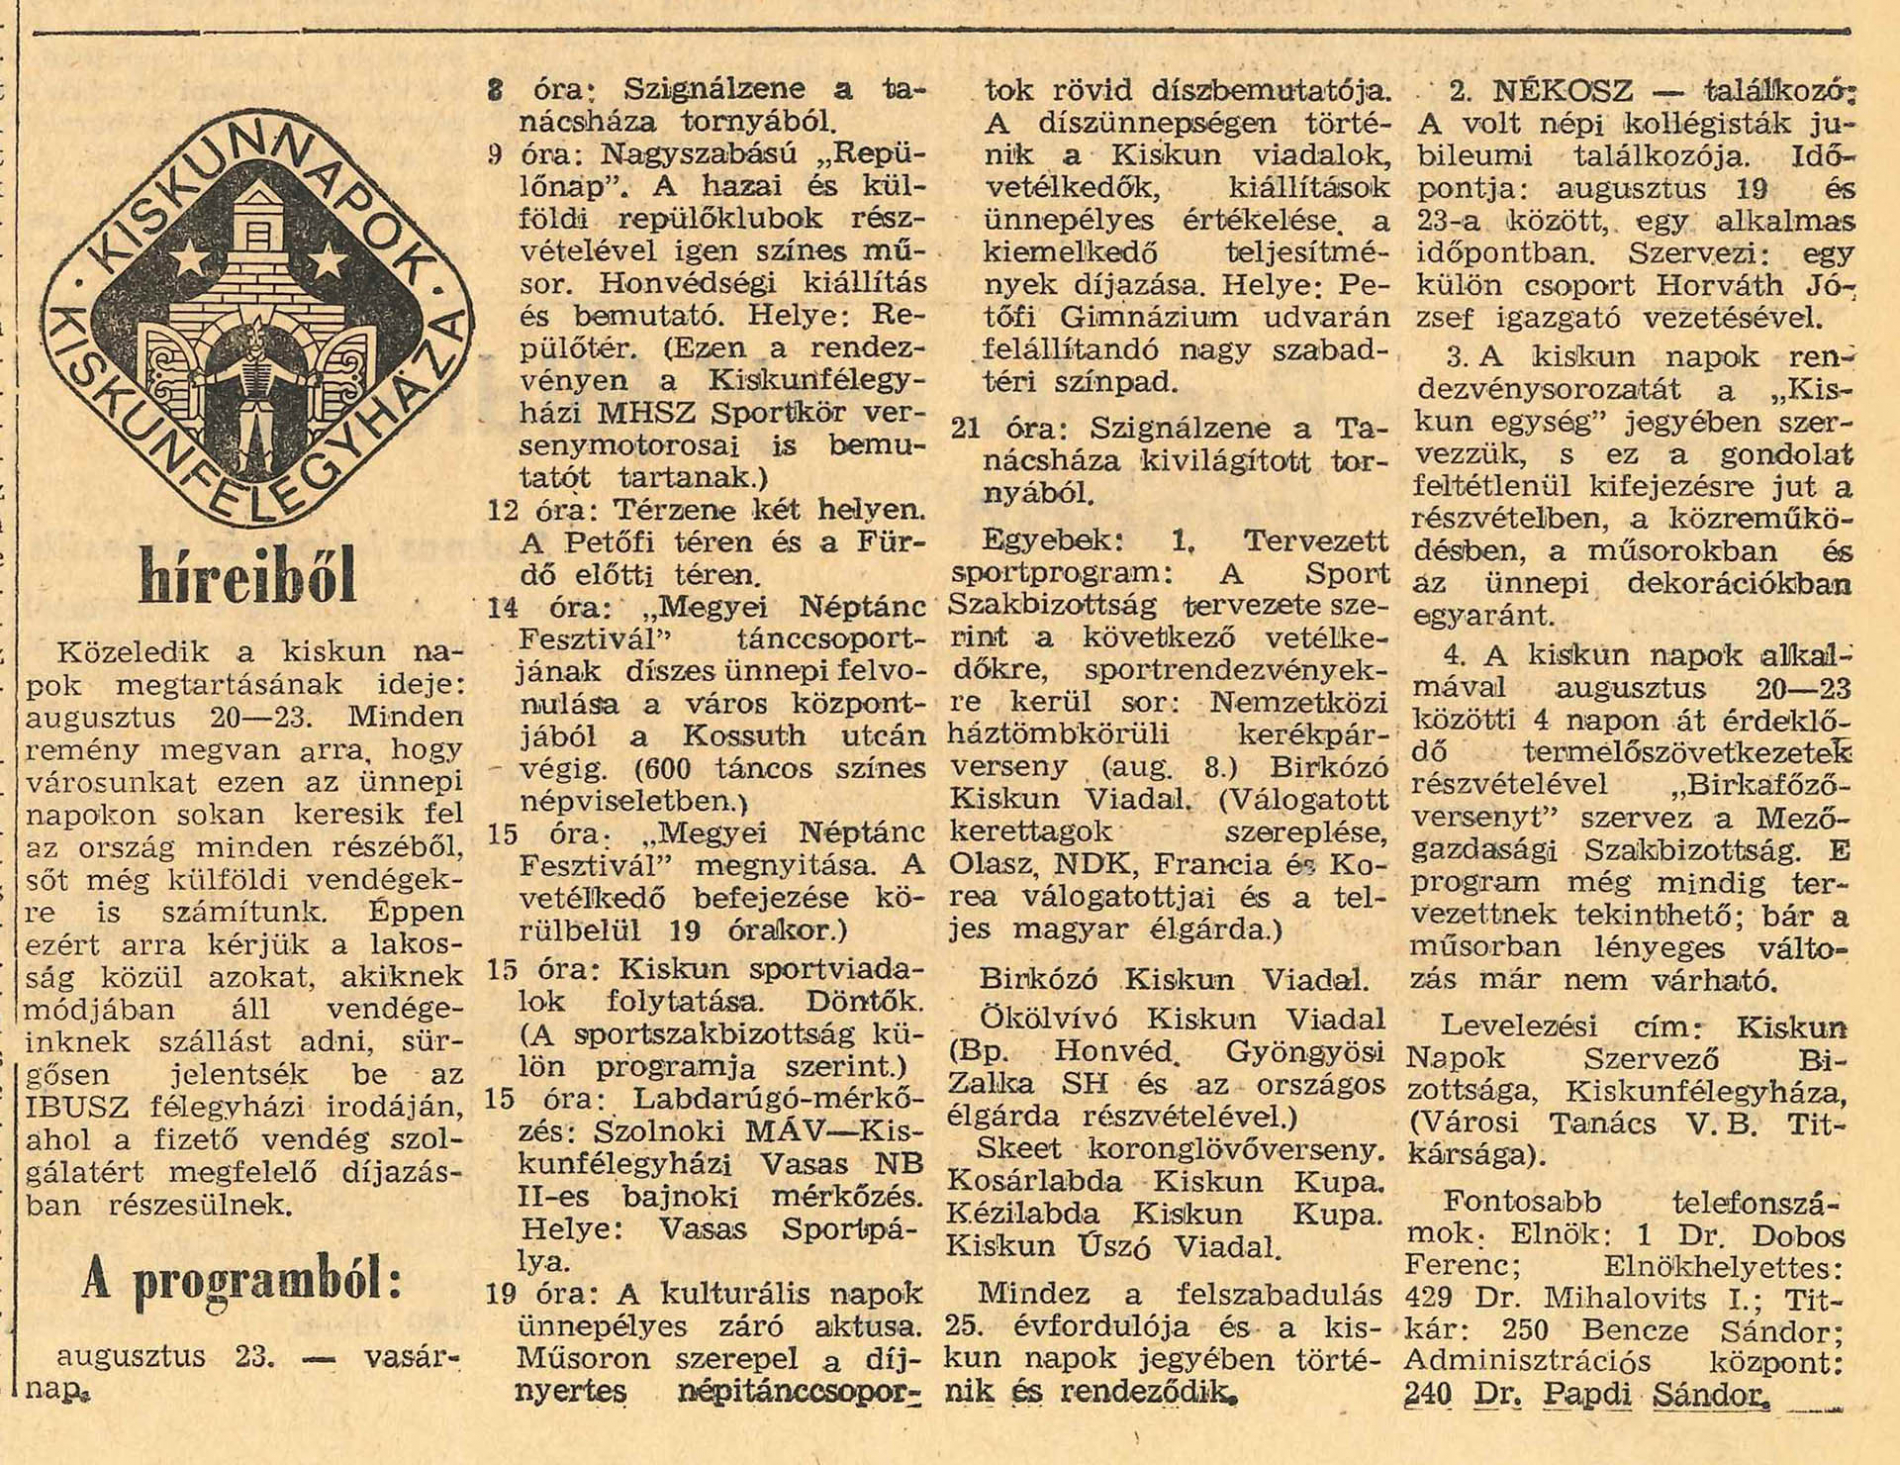 · KISKUNNAPOK ·
KISKUNFÉLEGYHÁZA
híreiből
Közeledik a kiskun na-
pok megtartásának ideje:
augusztus 20—23. Minden
remény megvan arra, hogy
városunkat ezen az ünnepi
napokon sokan keresik fel
az ország minden részéből,
sőt még külföldi vendégek-
re is számítunk. Éppen
ezért arra kérjük a lakos-
ság közül azokat, akiknek
módjában áll vendége-
inknek szállást adni, sür-
gősen jelentsék be az
IBUSZ félegyházi irodáján,
ahol a fizető vendég szol-
gálatért megfelelő díjazás-
ban részesülnek.
A programból:
augusztus 23. — vasár-
nap.
8 óra: Szignálzene a ta-
nácsháza tornyából.
9 óra: Nagyszabású „Repü-
lőnap”. A hazai és kül-
földi repülőklubok rész-
vételével igen színes mű-
sor. Honvédségi kiállítás
és bemutató. Helye: Re-
pülőtér. (Ezen a rendez-
vényen a Kiskunfélegy-
házi MHSZ Sportkör ver-
senymotorosai is bemu-
tatót tartanak.)
12 óra: Térzene két helyen.
A Petőfi téren és a Für-
dő előtti téren.
14 óra: „Megyei Néptánc
Fesztivál” tánccsoport-
jának díszes ünnepi felvo-
nulása a város központ-
jából a Kossuth utcán
végig. (600 táncos színes
népviseletben.)
15 óra: „Megyei Néptánc
Fesztivál” megnyitása. A
vetélkedő befejezése kö-
rülbelül 19 órakor.)
15 óra: Kiskun sportviada-
lok folytatása. Döntők.
(A sportszakbizottság kü-
lön programja szerint.)
15 óra: Labdarúgó-mérkő-
zés: Szolnoki MÁV—Kis-
kunfélegyházi Vasas NB
II-es bajnoki mérkőzés.
Helye: Vasas Sportpá-
lya.
19 óra: A kulturális napok
ünnepélyes záró aktusa.
Műsoron szerepel a díj-
nyertes népitánccsopor-
tok rövid díszbemutatója.
A díszünnepségen törté-
nik a Kiskun viadalok,
vetélkedők, kiállítások
ünnepélyes értékelése, a
kiemelkedő teljesítmé-
nyek díjazása. Helye: Pe-
tőfi Gimnázium udvarán
felállítandó nagy szabad-
téri színpad.
21 óra: Szignálzene a Ta-
nácsháza kivilágított tor-
nyából.
Egyebek: 1. Tervezett
sportprogram: A Sport
Szakbizottság tervezete sze-
rint a következő vetélke-
dőkre, sportrendezvények-
re kerül sor: Nemzetközi
háztömbkörüli kerékpár-
verseny (aug. 8.) Birkózó
Kiskun Viadal. (Válogatott
kerettagok szereplése,
Olasz, NDK, Francia és Ko-
rea válogatottjai és a tel-
jes magyar élgárda.)
Birkózó Kiskun Viadal.
Ökölvívó Kiskun Viadal
(Bp. Honvéd. Gyöngyösi
Zalka SH és az országos
élgárda részvételével.)
Skeet koronglövőverseny.
Kosárlabda Kiskun Kupa.
Kézilabda Kiskun Kupa.
Kiskun Úszó Viadal.
Mindez a felszabadulás
25. évfordulója és a kis-
kun napok jegyében törté-
nik és rendeződik.
2. NÉKOSZ — találkozó:
A volt népi kollégisták ju-
bileumi találkozója. Idő-
pontja: augusztus 19 és
23-a között, egy alkalmas
időpontban. Szervezi: egy
külön csoport Horváth Jó-
zsef igazgató vezetésével.
3. A kiskun napok ren-
dezvénysorozatát a „Kis-
kun egység” jegyében szer-
vezzük, s ez a gondolat
feltétlenül kifejezésre jut a
részvételben, a közreműkö-
désben, a műsorokban és
az ünnepi dekorációkban
egyaránt.
4. A kiskun napok alkal-
mával augusztus 20—23
közötti 4 napon át érdeklő-
dő termelőszövetkezetek
részvételével „Birkafőző-
versenyt” szervez a Mező-
gazdasági Szakbizottság. E
program még mindig ter-
vezettnek tekinthető; bár a
műsorban lényeges válto-
zás már nem várható.
Levelezési cím: Kiskun
Napok Szervező Bi-
zottsága, Kiskunfélegyháza,
(Városi Tanács V. B. Tit-
kársága).
Fontosabb telefonszá-
mok: Elnök: 1 Dr. Dobos
Ferenc; Elnökhelyettes:
429 Dr. Mihalovits I.; Tit-
kár: 250 Bencze Sándor;
Adminisztrációs központ:
240 Dr. Papdi Sándor.